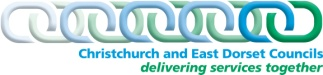 Christchurch and East Dorset Councils
delivering services together